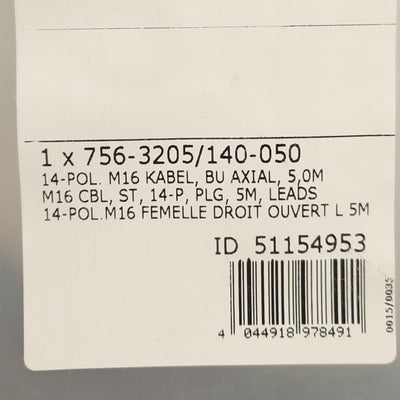 1 x 756-3205/140-050
14-POL. M16 KABEL, BU AXIAL, 5,0M
M16 CBL, ST, 14-P, PLG, 5M, LEADS
14-POL.M16 FEMELLE DROIT OUVERT L 5M
ID 51154953
4 044918 978491
0015/0035